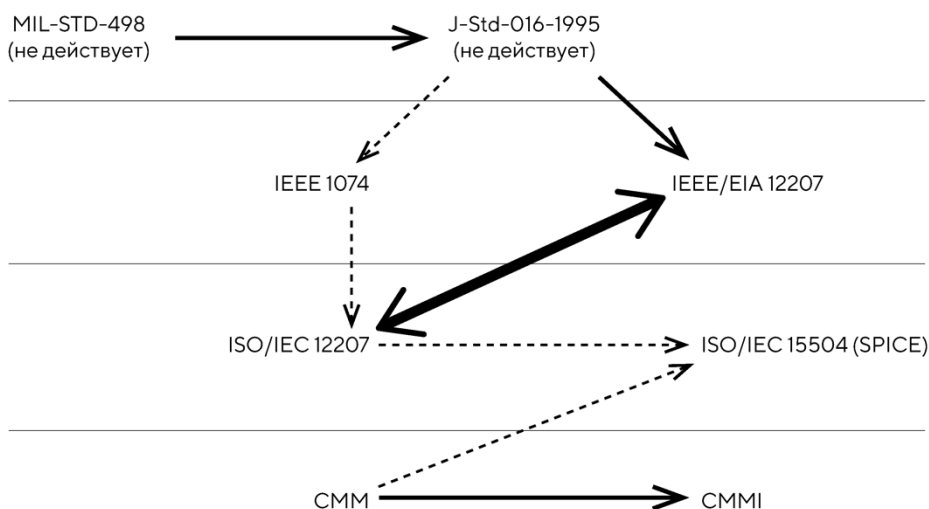 MIL-STD-498
(не действует)
J-Std-016-1995
(не действует)
IEEE 1074
IEEE/EIA 12207
ISO/IEC 12207
ISO/IEC 15504 (SPICE)
CMM
CMMI